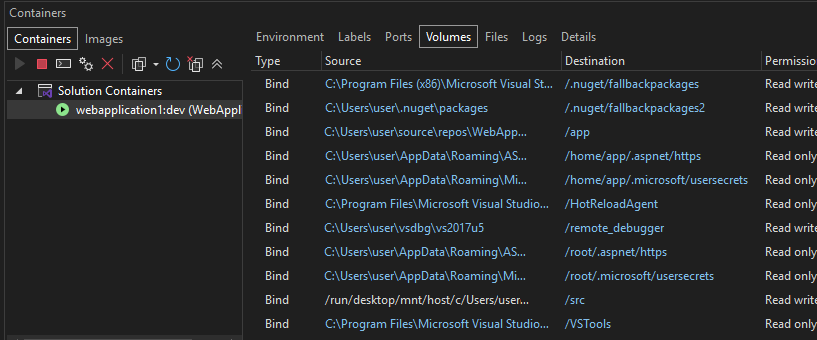 Containers
Containers Images
Solution Containers
webapplication1:dev (WebAppl
Environment Labels Ports Volumes Files Logs Details
Type Source Destination Permissio
Bind C:\Program Files (x86)\Microsoft Visual St... /.nuget/fallbackpackages Read write
Bind C:\Users\user\.nuget\packages /.nuget/fallbackpackages2 Read write
Bind C:\Users\user\source\repos\WebApp... /app Read write
Bind C:\Users\user\AppData\Roaming\AS... /home/app/.aspnet/https Read only
Bind C:\Users\user\AppData\Roaming\Mi... /home/app/.microsoft/usersecrets Read only
Bind C:\Program Files\Microsoft Visual Studio... /HotReloadAgent Read only
Bind C:\Users\user\vsdbg\vs2017u5 /remote_debugger Read write
Bind C:\Users\user\AppData\Roaming\AS... /root/.aspnet/https Read only
Bind C:\Users\user\AppData\Roaming\Mi... /root/.microsoft/usersecrets Read only
Bind /run/desktop/mnt/host/c/Users/user... /src Read write
Bind C:\Program Files\Microsoft Visual Studio... /VSTools Read only